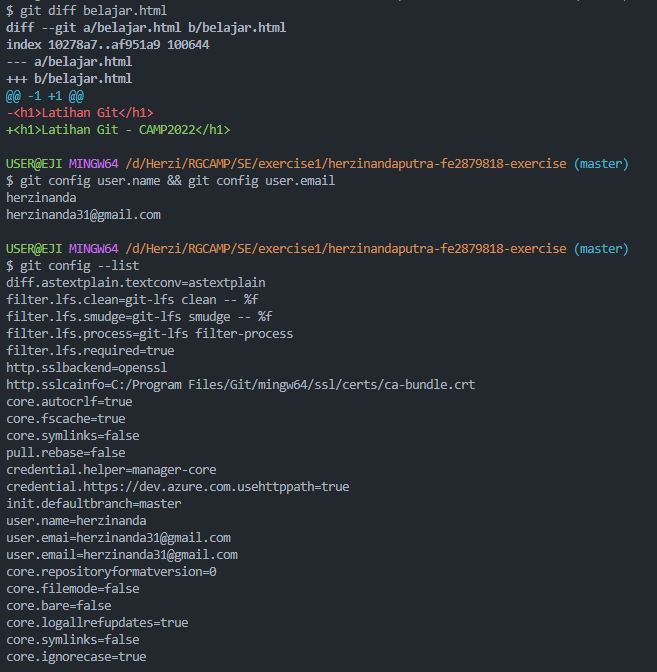 $ git diff belajar.html
diff --git a/belajar.html b/belajar.html
index 10278a7..af951a9 100644
--- a/belajar.html
+++ b/belajar.html
@@ -1 +1 @@
-<h1>Latihan Git</h1>
+<h1>Latihan Git - CAMP2022</h1>
USER@EJI MINGW64 /d/Herzi/RGCAMP/SE/exercise1/herzinandaputra-fe2879818-exercise (master)
$ git config user.name && git config user.email
herzinanda
herzinanda31@gmail.com
USER@EJI MINGW64 /d/Herzi/RGCAMP/SE/exercise1/herzinandaputra-fe2879818-exercise (master)
$ git config --list
diff.astextplain.textconv=astextplain
filter.lfs.clean=git-lfs clean -- %f
filter.lfs.smudge=git-lfs smudge -- %f
filter.lfs.process=git-lfs filter-process
filter.lfs.required=true
http.sslbackend=openssl
http.sslcainfo=C:/Program Files/Git/mingw64/ssl/certs/ca-bundle.crt
core.autocrlf=true
core.fscache=true
core.symlinks=false
pull.rebase=false
credential.helper=manager-core
credential.https://dev.azure.com.usehttppath=true
init.defaultbranch=master
user.name=herzinanda
user.emai=herzinanda31@gmail.com
user.email=herzinanda31@gmail.com
core.repositoryformatversion=0
core.filemode=false
core.bare=false
core.logallrefupdates=true
core.symlinks=false
core.ignorecase=true